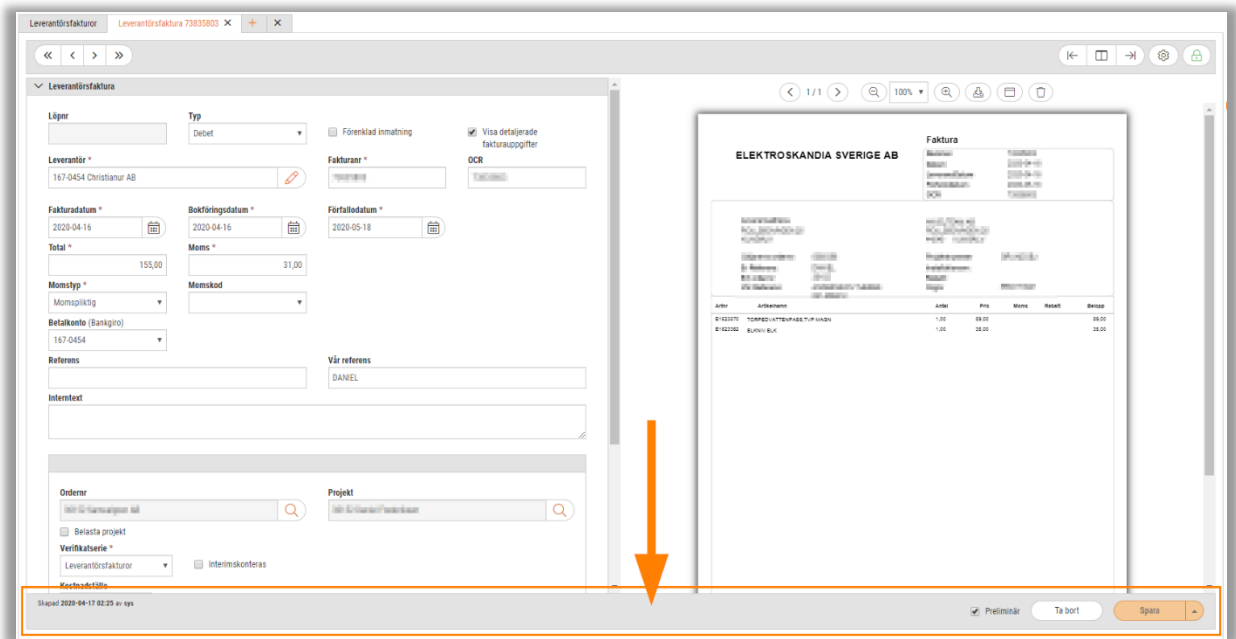 Leverantörsfakturor
Leverantörsfaktura 73835803
1 / 1
100%
Leverantörsfaktura
Löpnr
Typ
Debet
Förenklad inmatning
Visa detaljerade
fakturauppgifter
Leverantör *
Fakturanr *
OCR
167-0454 Christianur AB
Fakturadatum *
Bokföringsdatum *
Förfallodatum *
2020-04-16
2020-04-16
2020-05-18
Total *
Moms *
155,00
31,00
Momstyp *
Momskod
Momspliktig
Betalkonto (Bankgiro)
167-0454
Referens
Vår referens
DANIEL
Interntext
Ordernr
Projekt
Belasta projekt
Verifikatserie *
Leverantörsfakturor
Interimskonteras
Kostnadställe
Faktura
ELEKTROSKANDIA SVERIGE AB
Artnr Artikelnamn Antal Pris Moms Rabatt Belopp
TORPEDVATTENPASS,TVP MAGN 1,00 89,00 89,00
ELKNIV ELK 1,00 35,00 35,00
Skapad 2020-04-17 02:25 av sys
Preliminär
Ta bort
Spara